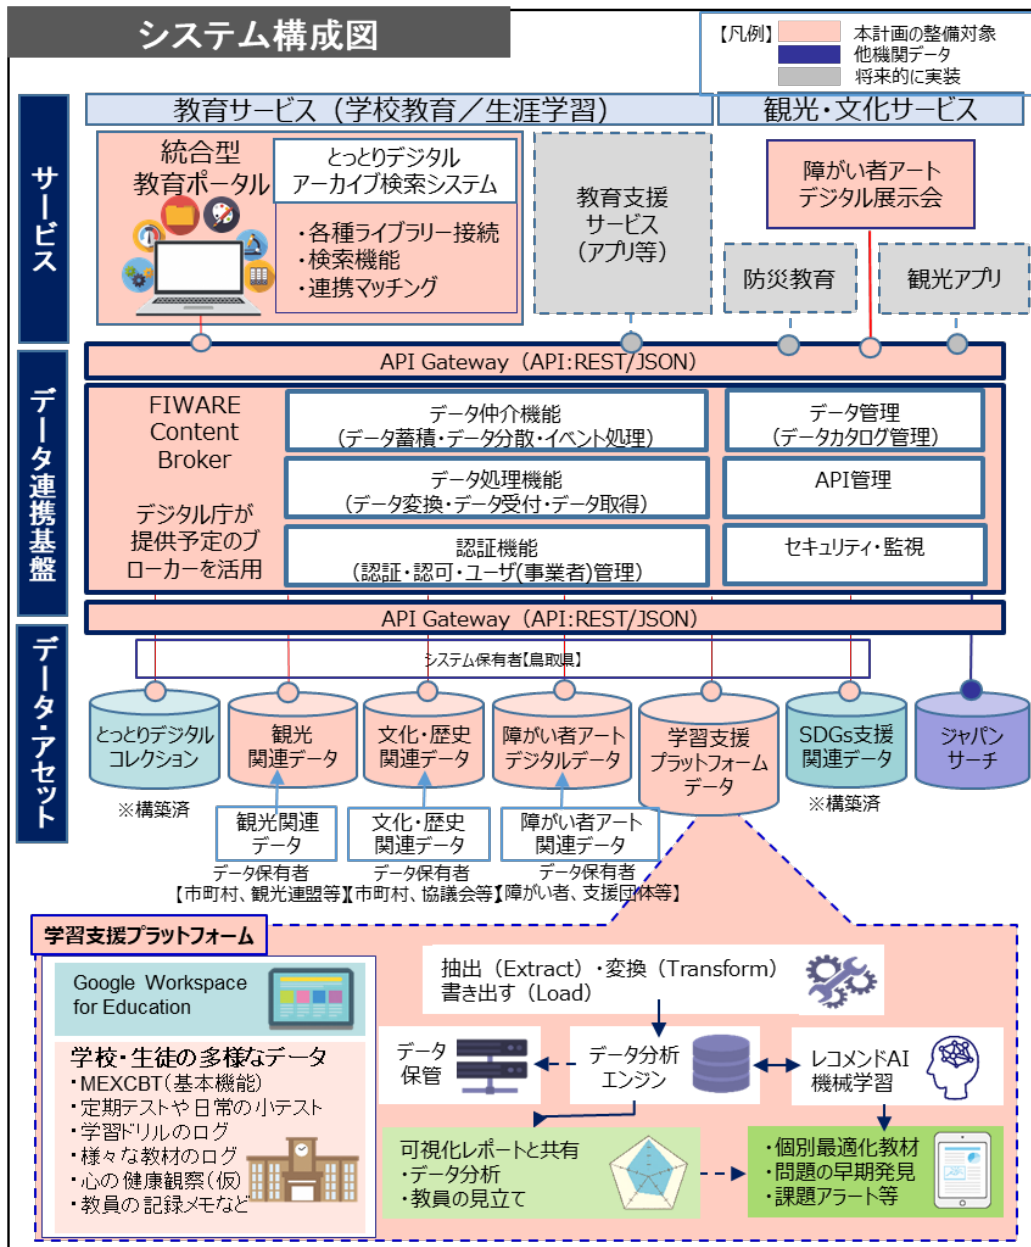 システム構成図
【凡例】
本計画の整備対象
他機関データ
将来的に実装
サービス
教育サービス（学校教育／生涯学習）
観光・文化サービス
統合型
教育ポータル
とっとりデジタル
アーカイブ検索システム
・各種ライブラリー接続
・検索機能
・連携マッチング
教育支援
サービス
（アプリ等）
障がい者アート
デジタル展示会
防災教育
観光アプリ
データ連携基盤
API Gateway（API:REST/JSON）
FIWARE
Content
Broker
デジタル庁が
提供予定のブ
ローカーを活用
データ仲介機能
（データ蓄積・データ分散・イベント処理）
データ処理機能
（データ変換・データ受付・データ取得）
認証機能
（認証・認可・ユーザ(事業者)管理）
データ管理
（データカタログ管理）
API管理
セキュリティ・監視
API Gateway（API:REST/JSON）
データ・アセット
システム保有者【鳥取県】
とっとりデジタル
コレクション
※構築済
観光
関連データ
文化・歴史
関連データ
障がい者アート
デジタルデータ
学習支援
プラットフォーム
データ
SDGs支援
関連データ
※構築済
ジャパン
サーチ
観光関連
データ
データ保有者
【市町村、観光連盟等】
文化・歴史
関連データ
データ保有者
【市町村、協議会等】
障がい者アート
関連データ
データ保有者
【障がい者、支援団体等】
学習支援プラットフォーム
Google Workspace
for Education
学校・生徒の多様なデータ
・MEXCBT(基本機能)
・定期テストや日常の小テスト
・学習ドリルのログ
・様々な教材のログ
・心の健康観察(仮)
・教員の記録メモなど
抽出（Extract）・変換（Transform）
書き出す（Load）
データ
保管
データ分析
エンジン
レコメンドAI
機械学習
可視化レポートと共有
・データ分析
・教員の見立て
・個別最適化教材
・問題の早期発見
・課題アラート等